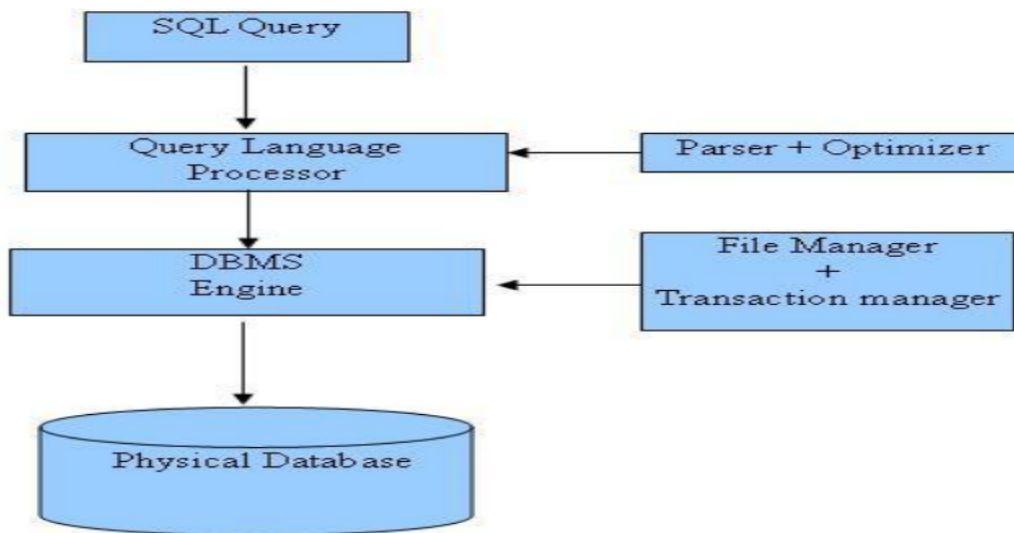 SQL Query
Query Language
Processor
Parser + Optimizer
DBMS
Engine
File Manager
+
Transaction manager
Physical Database